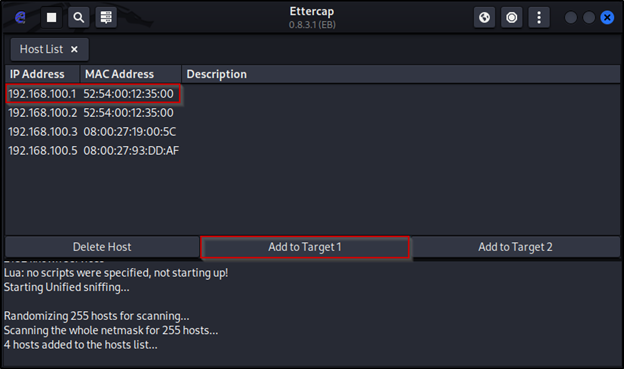 Ettercap
0.8.3.1 (EB)
Host List ×
IP Address MAC Address Description
192.168.100.1 52:54:00:12:35:00
192.168.100.2 52:54:00:12:35:00
192.168.100.3 08:00:27:19:00:5C
192.168.100.5 08:00:27:93:DD:AF
Delete Host Add to Target 1 Add to Target 2
Lua: no scripts were specified, not starting up!
Starting Unified sniffing...
Randomizing 255 hosts for scanning...
Scanning the whole netmask for 255 hosts...
4 hosts added to the hosts list...